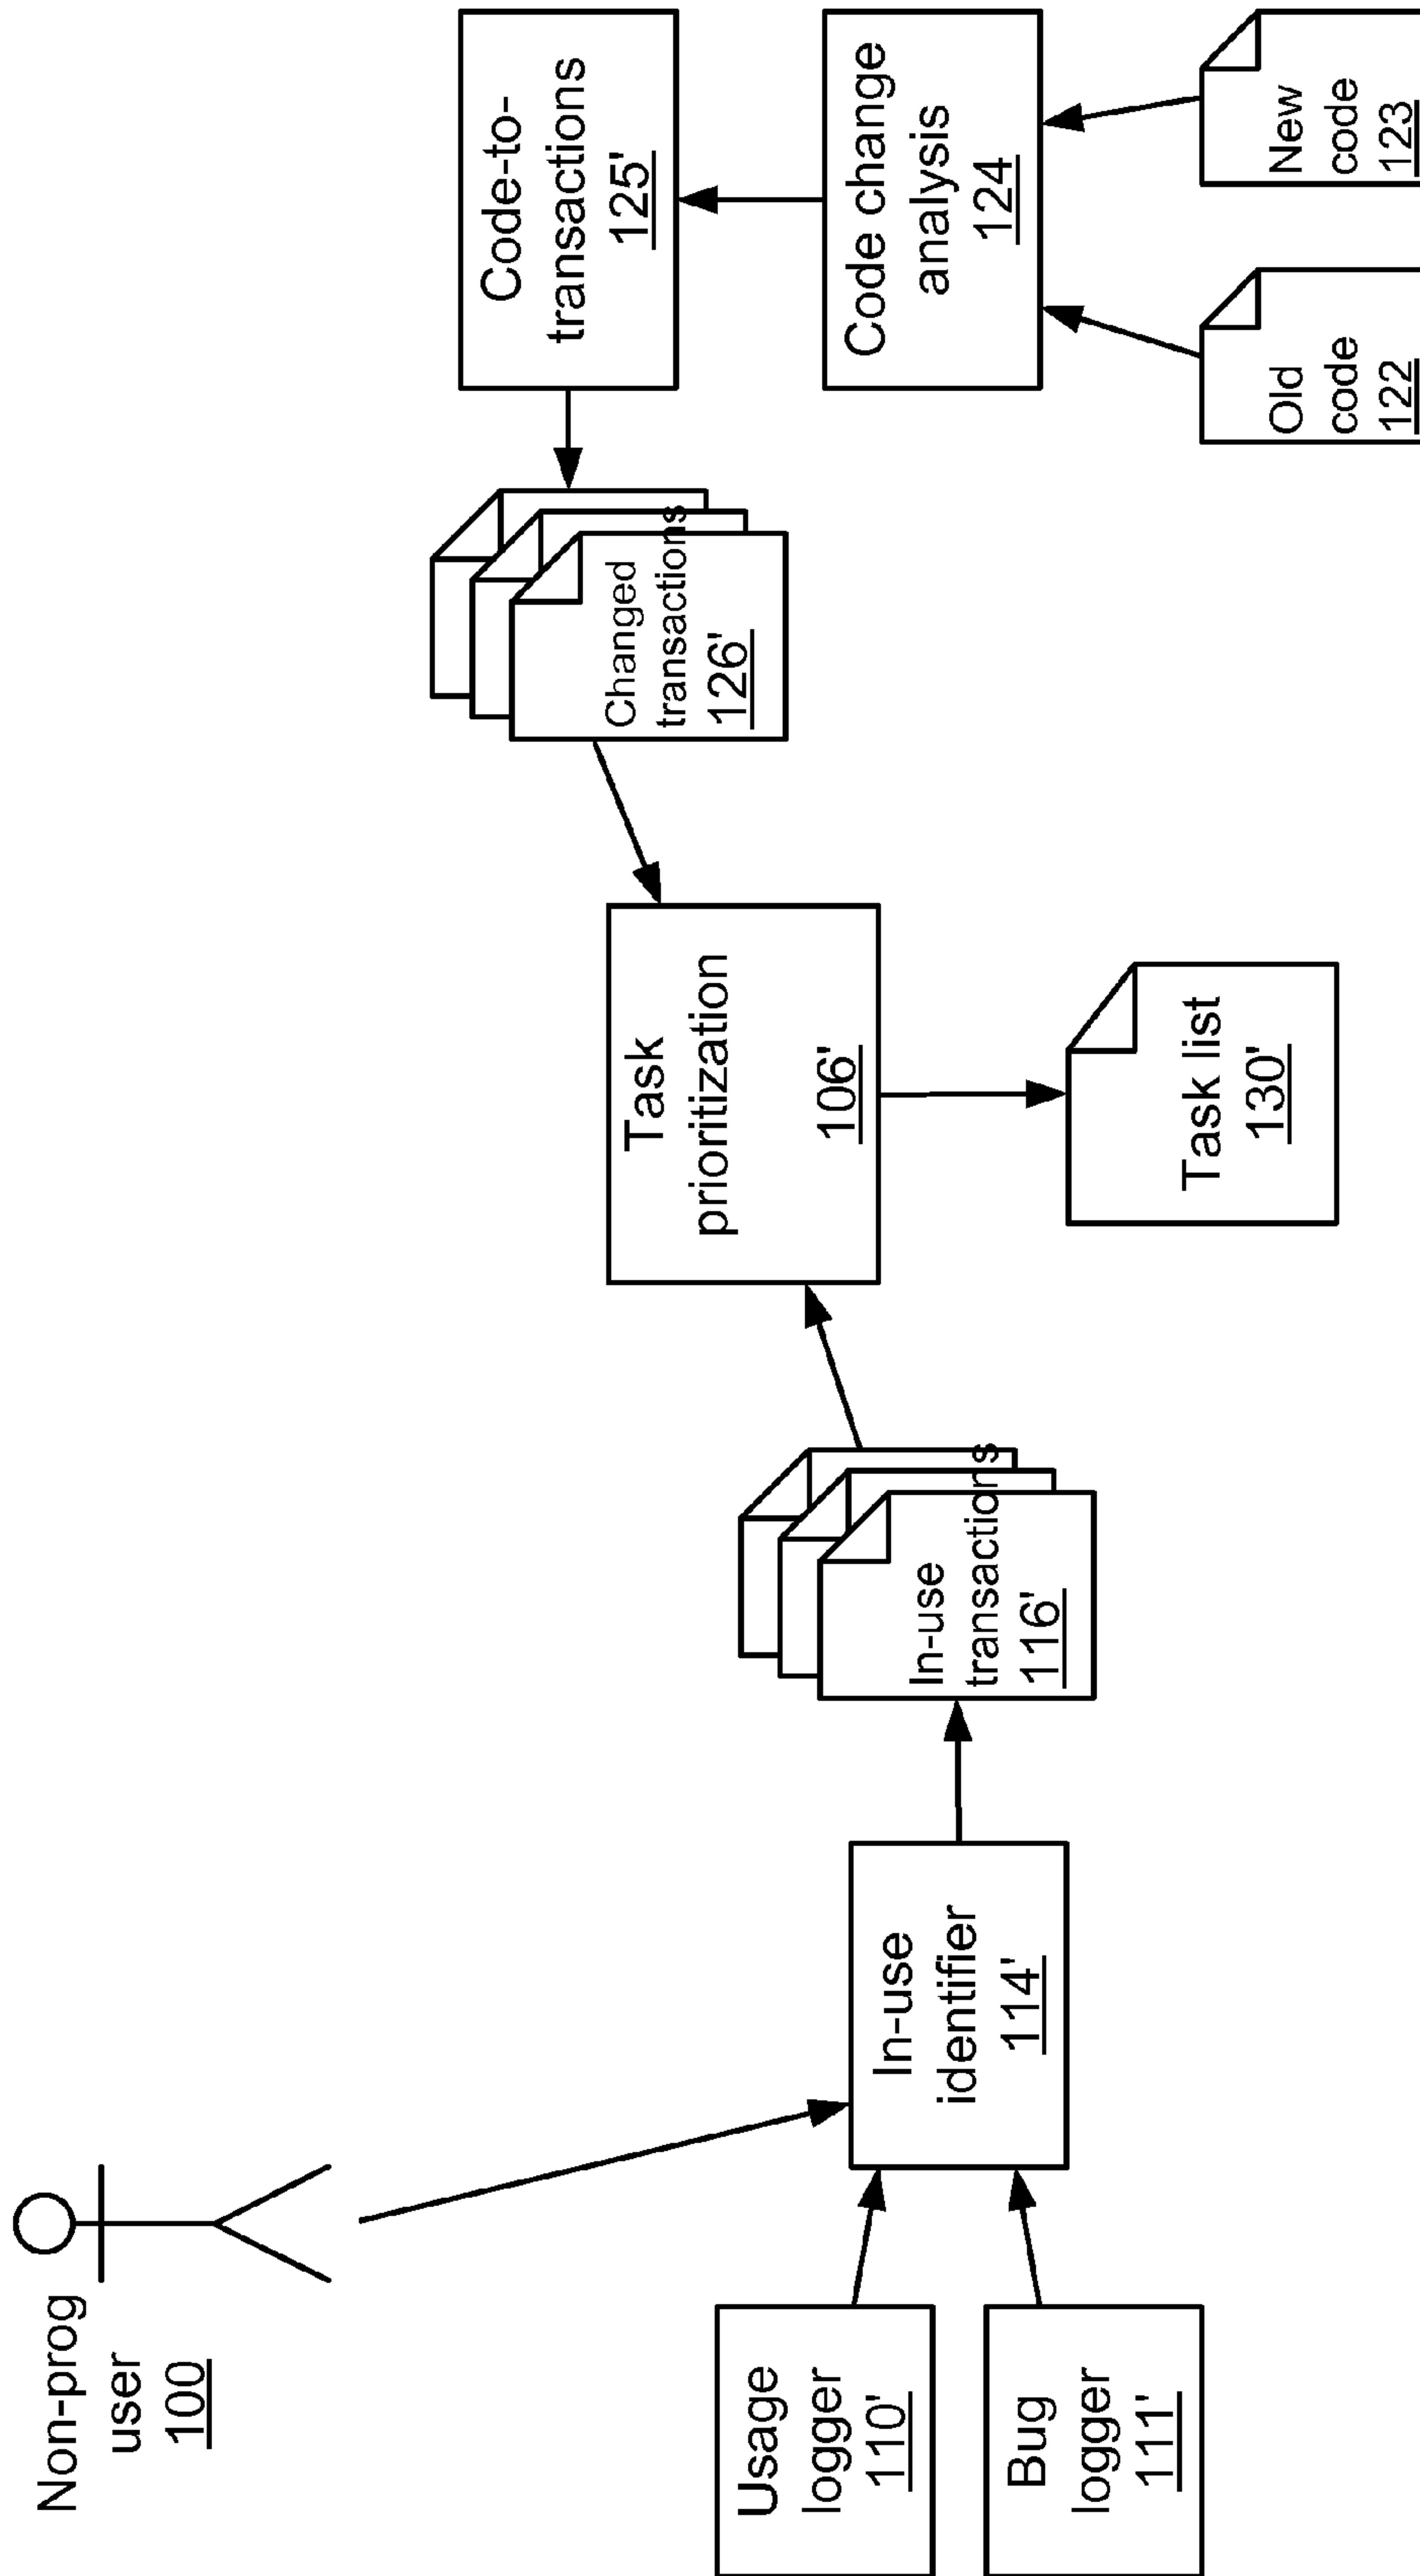 Non-prog
user
100
Usage
logger
110'
Bug
logger
111'
In-use
identifier
114'
In-use
transactions
116'
Task
prioritization
106'
Task list
130'
Changed
transactions
126'
Code-to-
transactions
125'
Code change
analysis
124
Old
code
122
New
code
123